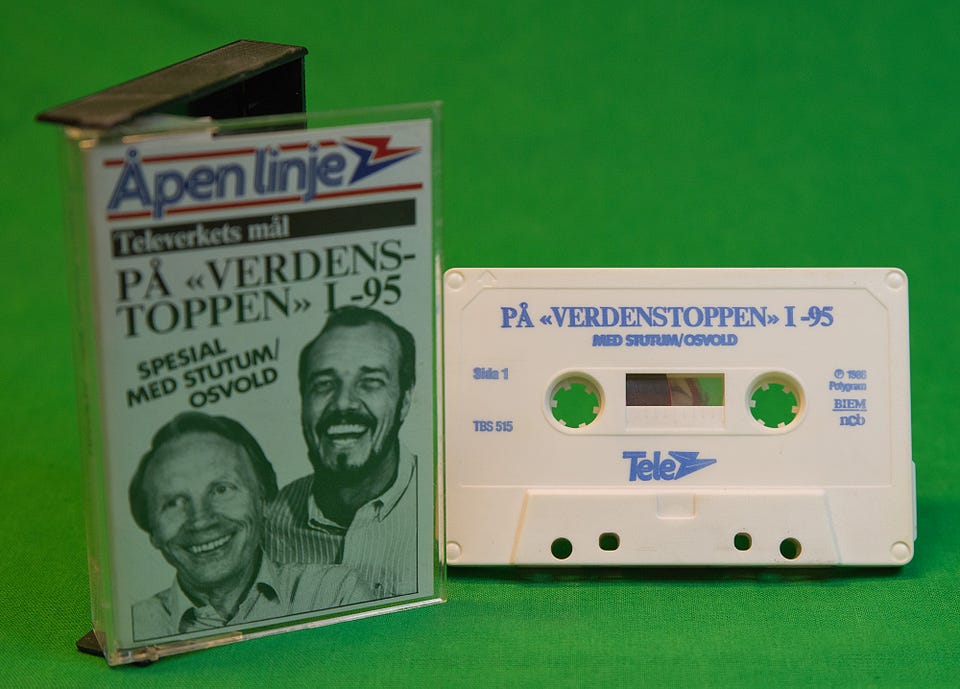 Åpen linje
Televerkets mål
PÅ «VERDENS-
TOPPEN» I -95
SPESIAL
MED STUTUM/
OSVOLD
PÅ «VERDENSTOPPEN» I -95
MED STUTUM/OSVOLD
Side 1
TBS 515
℗ 1986
Polygram
BIEM
ncb
Tele